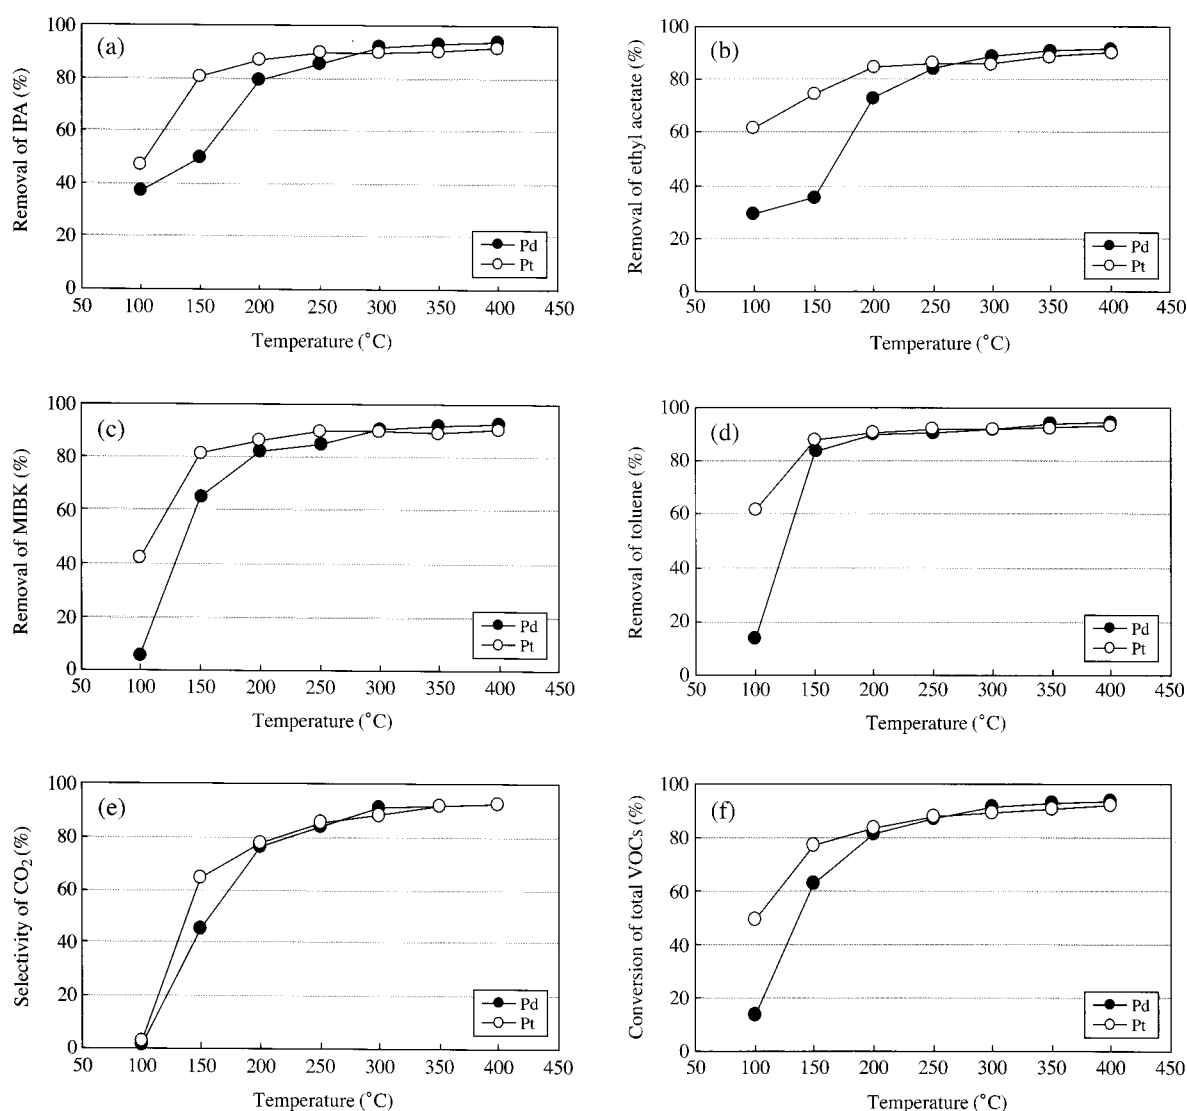 100
80
60
40
20
0
Removal of IPA (%)
(a)
Pd
Pt
50 100 150 200 250 300 350 400 450
Temperature (°C)
100
80
60
40
20
0
Removal of ethyl acetate (%)
(b)
Pd
Pt
50 100 150 200 250 300 350 400 450
Temperature (°C)
100
80
60
40
20
0
Removal of MIBK (%)
(c)
Pd
Pt
50 100 150 200 250 300 350 400 450
Temperature (°C)
100
80
60
40
20
0
Removal of toluene (%)
(d)
Pd
Pt
50 100 150 200 250 300 350 400 450
Temperature (°C)
100
80
60
40
20
0
Selectivity of CO₂ (%)
(e)
Pd
Pt
50 100 150 200 250 300 350 400 450
Temperature (°C)
100
80
60
40
20
0
Conversion of total VOCs (%)
(f)
Pd
Pt
50 100 150 200 250 300 350 400 450
Temperature (°C)